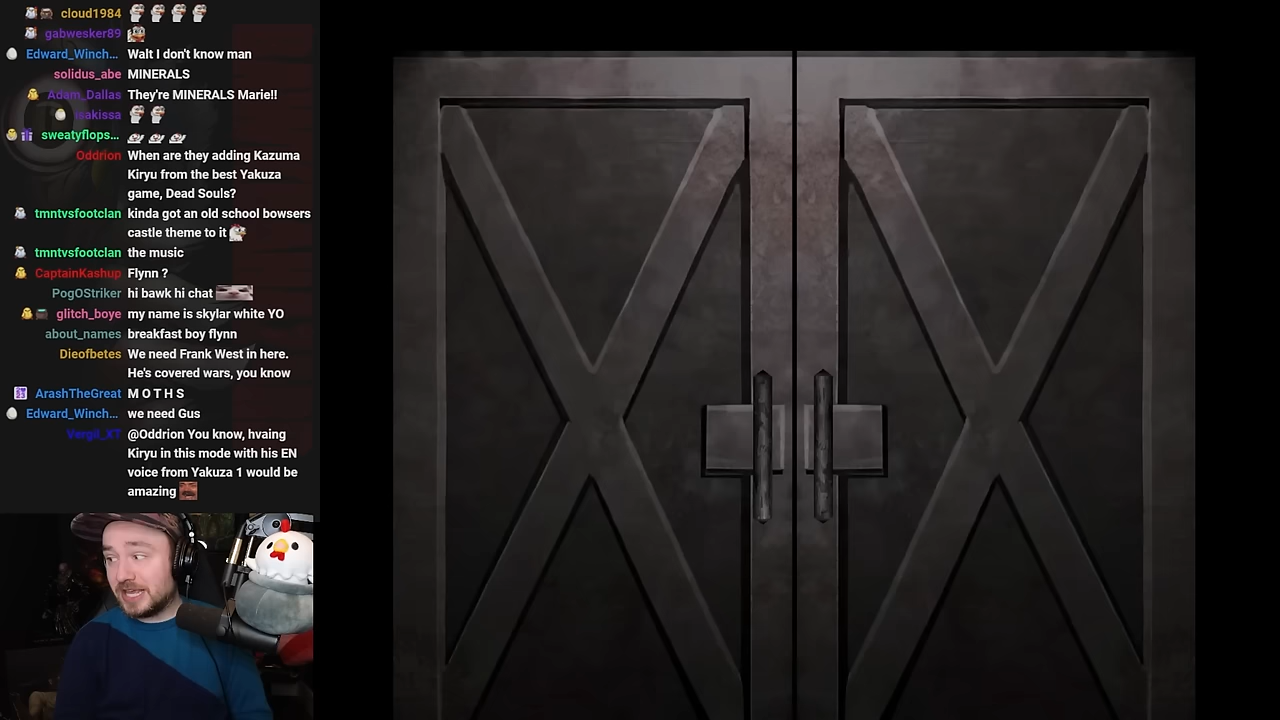 cloud1984
gabwesker89
Edward_Winch... Walt I don't know man
solidus_abe MINERALS
Adam_Dallas They're MINERALS Marie!!
isakissa
sweatyflops...
Oddrion When are they adding Kazuma
Kiryu from the best Yakuza
game, Dead Souls?
tmntvsfootclan kinda got an old school bowsers
castle theme to it
tmntvsfootclan the music
CaptainKashup Flynn ?
PogOStriker hi bawk hi chat
glitch_boye my name is skylar white YO
about_names breakfast boy flynn
Dieofbetes We need Frank West in here.
He's covered wars, you know
ArashTheGreat M O T H S
Edward_Winch... we need Gus
Vergil_XT @Oddrion You know, hvaing
Kiryu in this mode with his EN
voice from Yakuza 1 would be
amazing